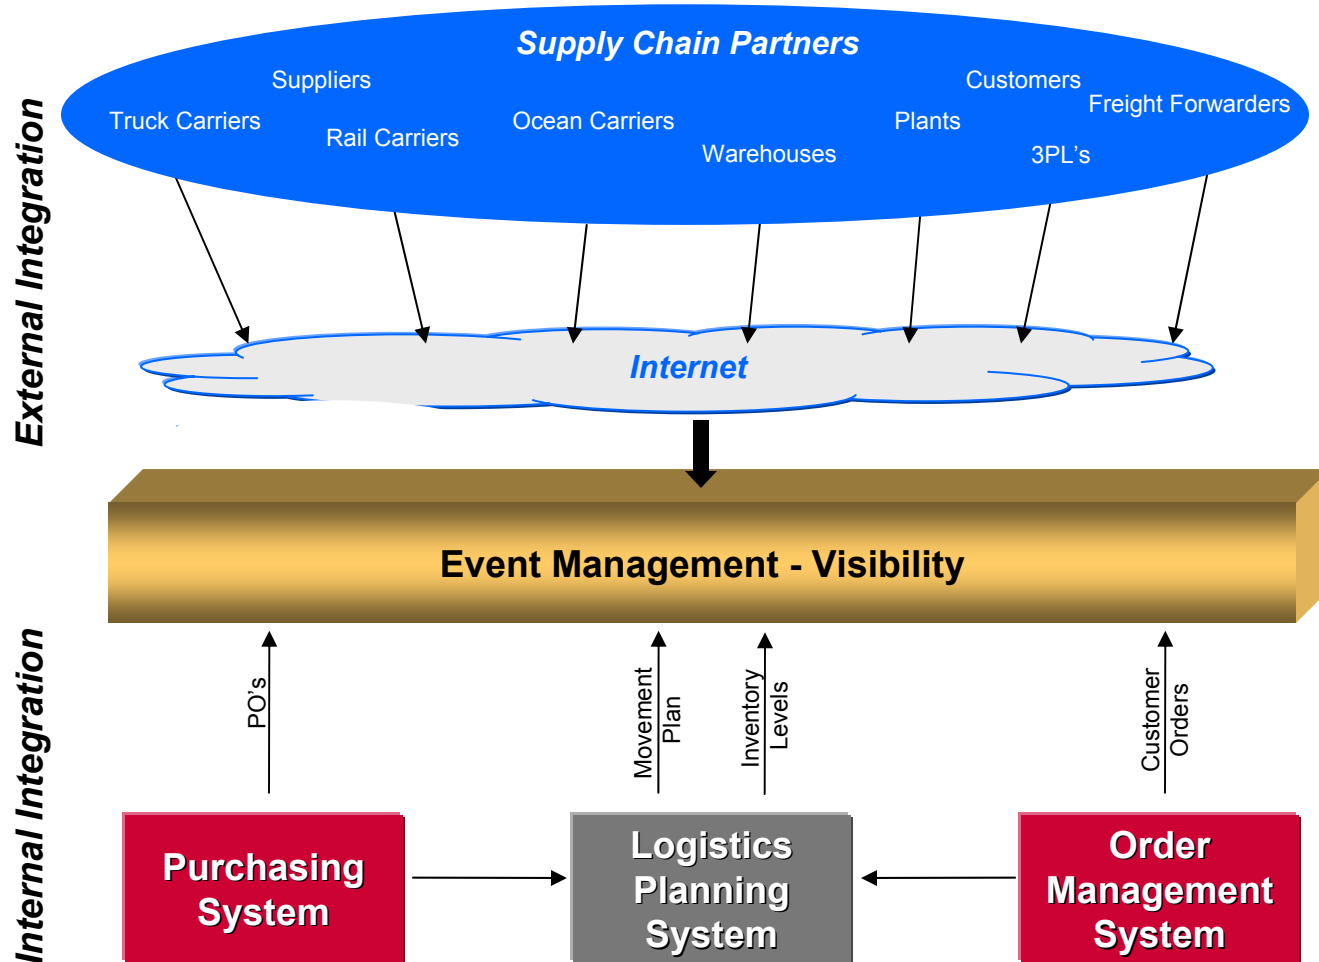 Supply Chain Partners
Suppliers
Customers
Freight Forwarders
Truck Carriers
Ocean Carriers
Plants
Rail Carriers
Warehouses
3PL's
External Integration
Internet
Event Management - Visibility
Internal Integration
PO's
Movement
Plan
Inventory
Levels
Customer
Orders
Purchasing
System
Logistics
Planning
System
Order
Management
System